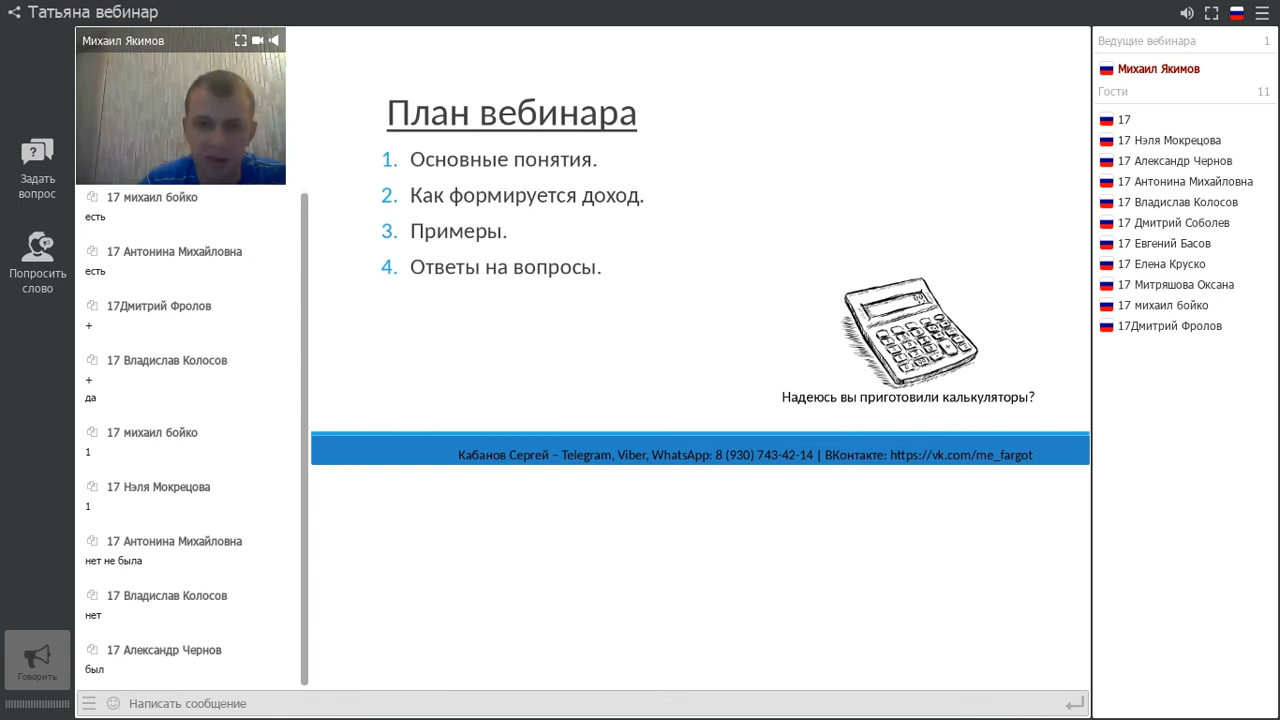 Татьяна вебинар
Задать
вопрос
Попросить
слово
Говорить
Михаил Якимов
17 михаил бойко
есть
17 Антонина Михайловна
есть
17Дмитрий Фролов
+
17 Владислав Колосов
+
да
17 михаил бойко
1
17 Нэля Мокрецова
1
17 Антонина Михайловна
нет не была
17 Владислав Колосов
нет
17 Александр Чернов
был
Написать сообщение
План вебинара
1. Основные понятия.
2. Как формируется доход.
3. Примеры.
4. Ответы на вопросы.
Надеюсь вы приготовили калькуляторы?
Кабанов Сергей – Telegram, Viber, WhatsApp: 8 (930) 743-42-14 | ВКонтакте: https://vk.com/me_fargot
Ведущие вебинара 1
Михаил Якимов
Гости 11
17
17 Нэля Мокрецова
17 Александр Чернов
17 Антонина Михайловна
17 Владислав Колосов
17 Дмитрий Соболев
17 Евгений Басов
17 Елена Круско
17 Митряшова Оксана
17 михаил бойко
17Дмитрий Фролов